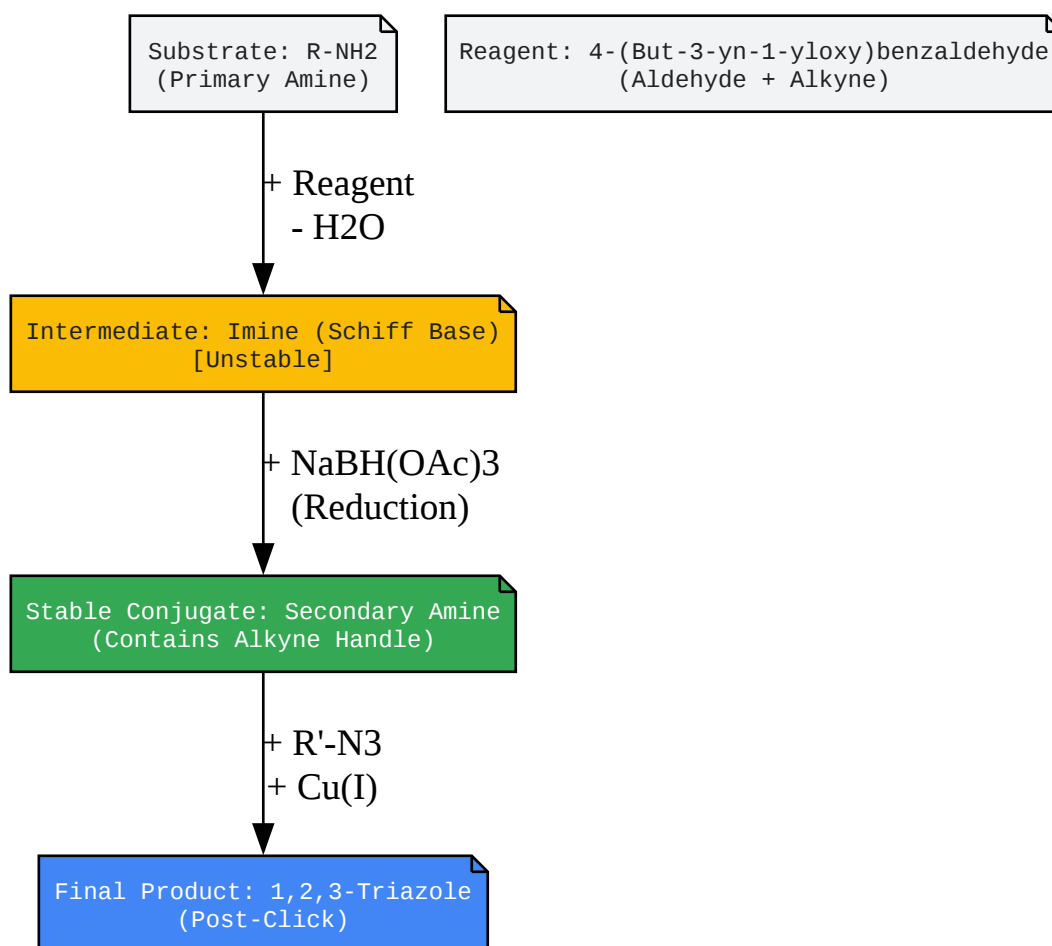 Substrate: R-NH2
(Primary Amine)
Reagent: 4-(But-3-yn-1-yloxy)benzaldehyde
(Aldehyde + Alkyne)
+ Reagent
- H2O
Intermediate: Imine (Schiff Base)
[Unstable]
+ NaBH(OAc)3
(Reduction)
Stable Conjugate: Secondary Amine
(Contains Alkyne Handle)
+ R'-N3
+ Cu(I)
Final Product: 1,2,3-Triazole
(Post-Click)